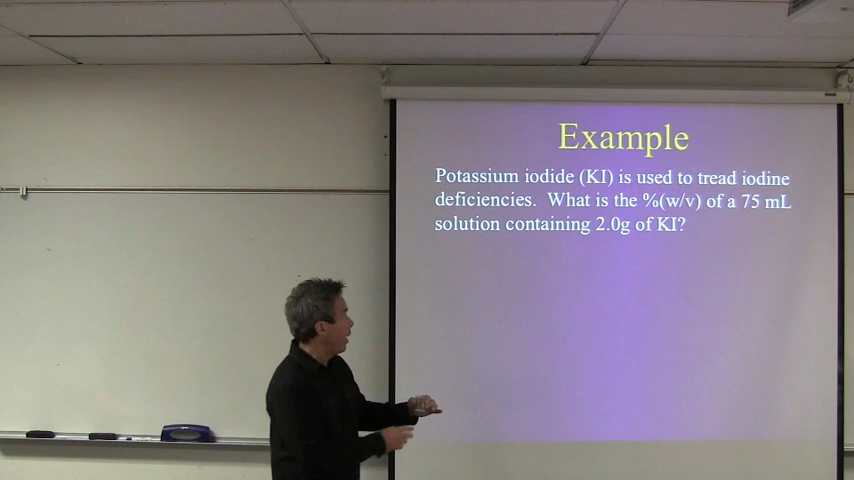 Example
Potassium iodide (KI) is used to tread iodine
deficiencies. What is the %(w/v) of a 75 mL
solution containing 2.0g of KI?